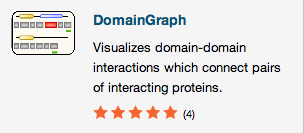 DomainGraph
Visualizes domain-domain
interactions which connect pairs
of interacting proteins.
(4)